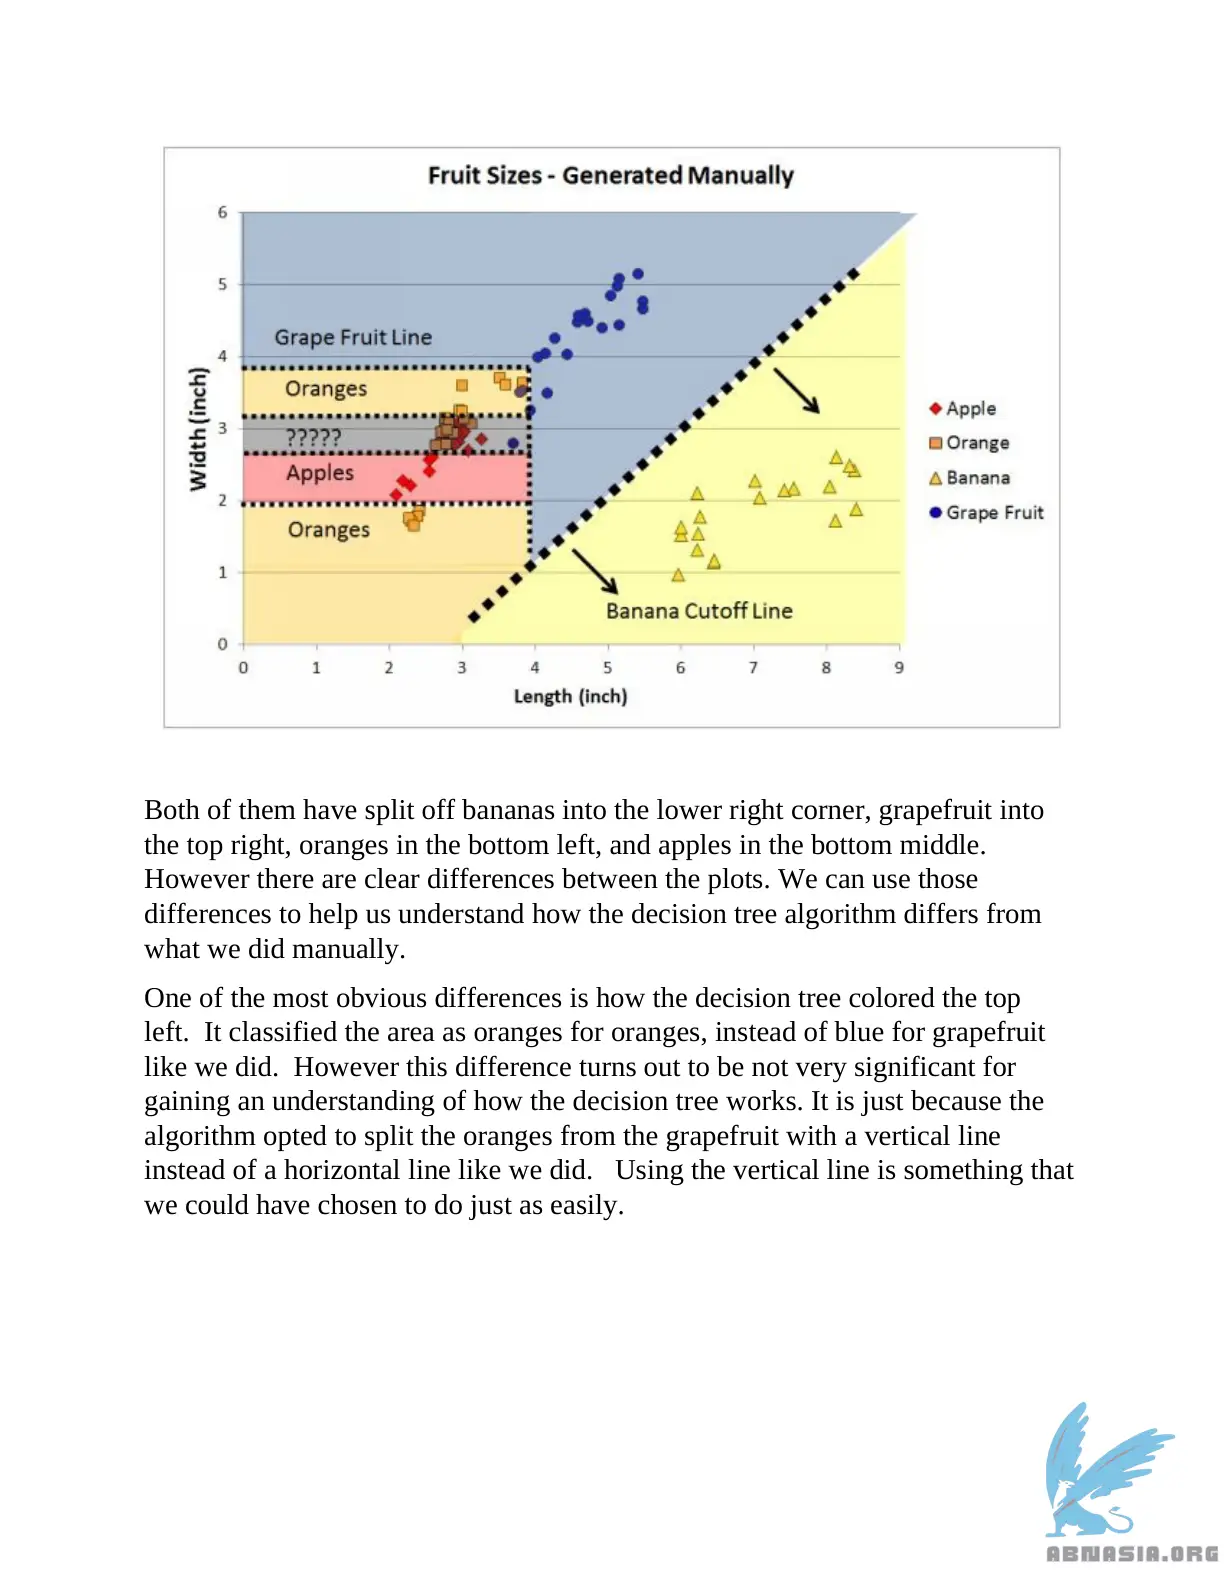 Fruit Sizes - Generated Manually
6
5
4
3
2
1
0
Width (inch)
Grape Fruit Line
Oranges
?????
Apples
Oranges
Banana Cutoff Line
Apple
Orange
Banana
Grape Fruit
0 1 2 3 4 5 6 7 8 9
Length (inch)
Both of them have split off bananas into the lower right corner, grapefruit into
the top right, oranges in the bottom left, and apples in the bottom middle.
However there are clear differences between the plots. We can use those
differences to help us understand how the decision tree algorithm differs from
what we did manually.
One of the most obvious differences is how the decision tree colored the top
left.  It classified the area as oranges for oranges, instead of blue for grapefruit
like we did.  However this difference turns out to be not very significant for
gaining an understanding of how the decision tree works. It is just because the
algorithm opted to split the oranges from the grapefruit with a vertical line
instead of a horizontal line like we did.   Using the vertical line is something that
we could have chosen to do just as easily.
ABNASIA.ORG